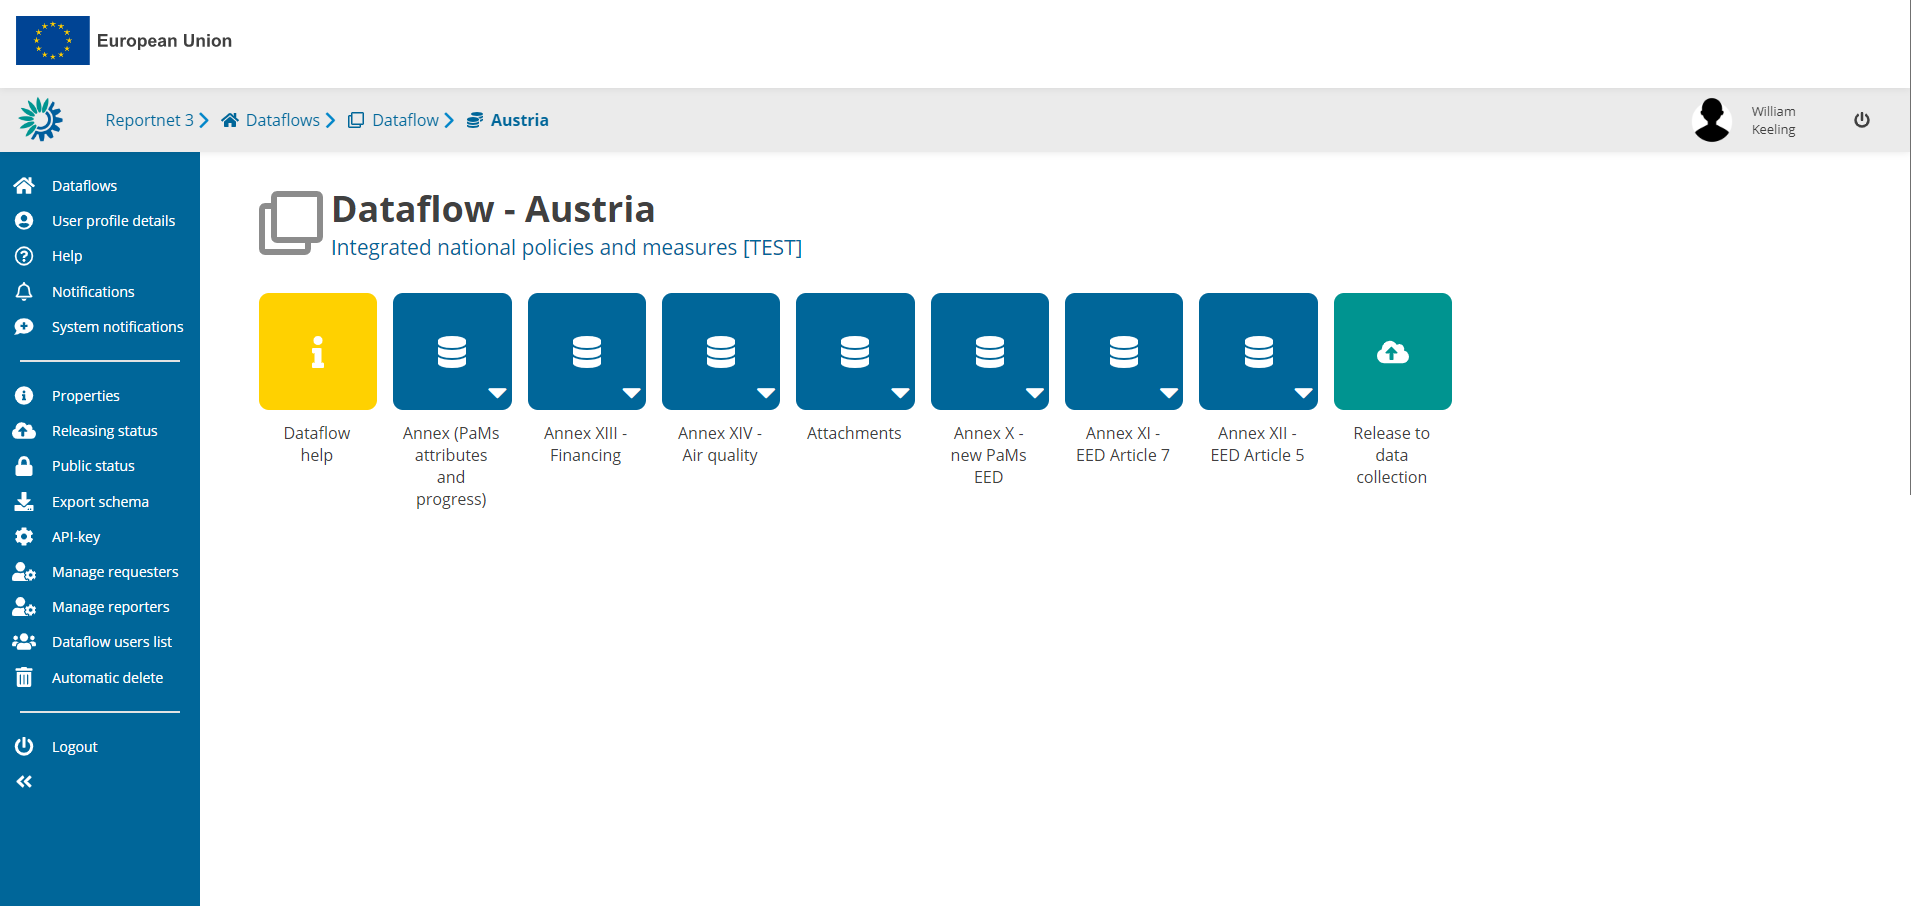 European Union
Reportnet 3 Dataflows Dataflow Austria
William
Keeling
Dataflows
User profile details
Help
Notifications
System notifications
Properties
Releasing status
Public status
Export schema
API-key
Manage requesters
Manage reporters
Dataflow users list
Automatic delete
Logout
Dataflow - Austria
Integrated national policies and measures [TEST]
Dataflow
help
Annex (PaMs
attributes
and
progress)
Annex XIII -
Financing
Annex XIV -
Air quality
Attachments
Annex X -
new PaMs
EED
Annex XI -
EED Article 7
Annex XII -
EED Article 5
Release to
data
collection